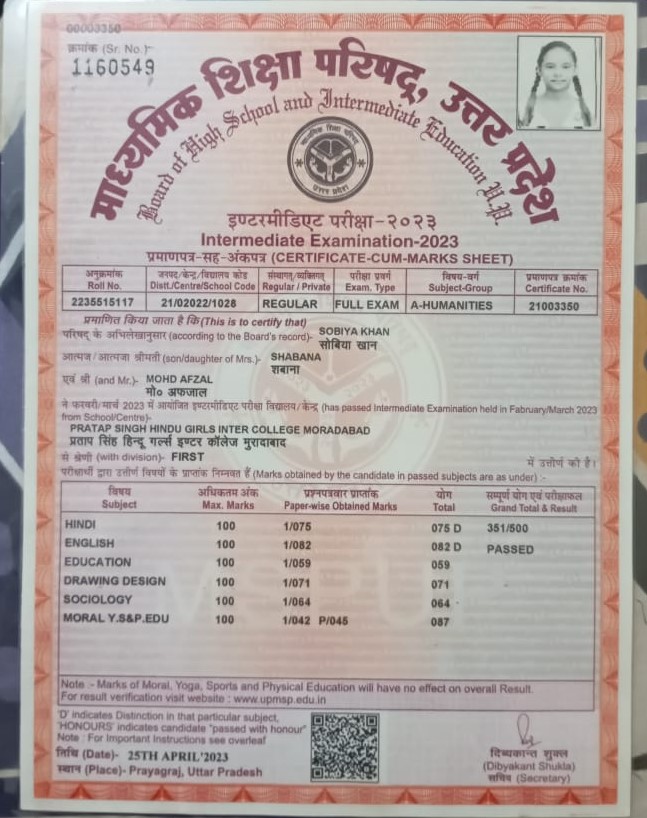 00003350
क्रमांक (Sr. No.)-
1160549
माध्यमिक शिक्षा परिषद्, उत्तर प्रदेश
Board of High School and Intermediate Education U.P.
इण्टरमीडिएट परीक्षा-२०२३
Intermediate Examination-2023
प्रमाणपत्र-सह-अंकपत्र (CERTIFICATE-CUM-MARKS SHEET)
अनुक्रमांक जनपद/केन्द्र/विद्यालय कोड संस्थागत/व्यक्तिगत परीक्षा प्रवर्ग विषय-वर्ग प्रमाणपत्र क्रमांक
Roll No. Distt./Centre/School Code Regular / Private Exam. Type Subject-Group Certificate No.
2235515117 21/02022/1028 REGULAR FULL EXAM A-HUMANITIES 21003350
प्रमाणित किया जाता है कि (This is to certify that)
परिषद् के अभिलेखानुसार (according to the Board's record)- SOBIYA KHAN
सोबिया खान
आत्मज/आत्मजा श्रीमती (son/daughter of Mrs.)- SHABANA
शबाना
एवं श्री (and Mr.)- MOHD AFZAL
मो० अफजाल
ने फरवरी/मार्च 2023 में आयोजित इण्टरमीडिएट परीक्षा विद्यालय/केन्द्र (has passed Intermediate Examination held in Fabruary/March 2023
from School/Centre)-
PRATAP SINGH HINDU GIRLS INTER COLLEGE MORADABAD
प्रताप सिंह हिन्दू गर्ल्स इण्टर कॉलेज मुरादाबाद
से श्रेणी (with division)- FIRST में उत्तीर्ण की है।
परीक्षार्थी द्वारा उत्तीर्ण विषयों के प्राप्तांक निम्नवत हैं (Marks obtained by the candidate in passed subjects are as under) :-
विषय अधिकतम अंक प्रश्नपत्रवार प्राप्तांक योग सम्पूर्ण योग एवं परीक्षाफल
Subject Max. Marks Paper-wise Obtained Marks Total Grand Total & Result
HINDI 100 1/075 075 D 351/500
ENGLISH 100 1/082 082 D PASSED
EDUCATION 100 1/059 059
DRAWING DESIGN 100 1/071 071
SOCIOLOGY 100 1/064 064
MORAL Y.S&P.EDU 100 1/042 P/045 087
Note :- Marks of Moral, Yoga, Sports and Physical Education will have no effect on overall Result.
For result verification visit website : www.upmsp.edu.in
'D' indicates Distinction in that particular subject,
'HONOURS' indicates candidate "passed with honour"
Note : For Important Instructions see overleaf
तिथि (Date)- 25TH APRIL'2023
स्थान (Place)- Prayagraj, Uttar Pradesh
दिव्यकान्त शुक्ल
(Dibyakant Shukla)
सचिव (Secretary)